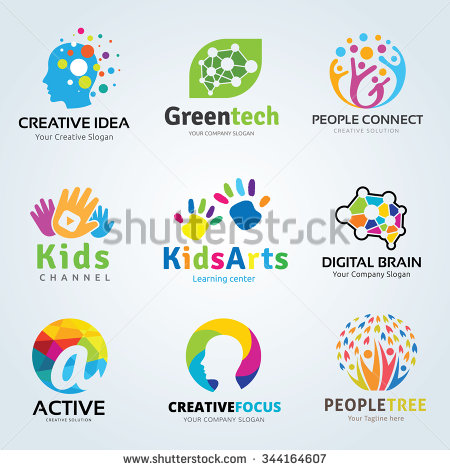 CREATIVE IDEA
Your Creative Slogan
Greentech
YOUR COMPANY SLOGAN
PEOPLE CONNECT
CREATIVE SOLUTION
Kids
CHANNEL
KidsArts
Learning center
DIGITAL BRAIN
Your Company Slogan
a
ACTIVE
CREATIVE SOLUTION
CREATIVEFOCUS
YOUR COMPANY SLOGAN
PEOPLETREE
Your Tagline here
shutterstock
www.shutterstock.com · 344164607